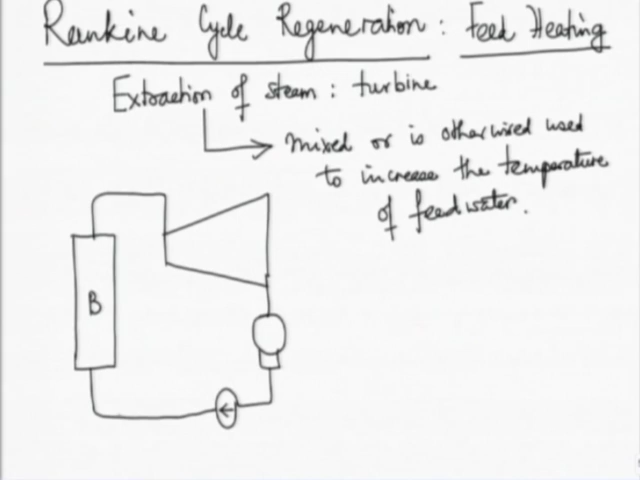 Rankine Cycle Regeneration : Feed Heating
Extraction of steam : turbine
mixed or is otherwised used
to increase the temperature
of feedwater.
B